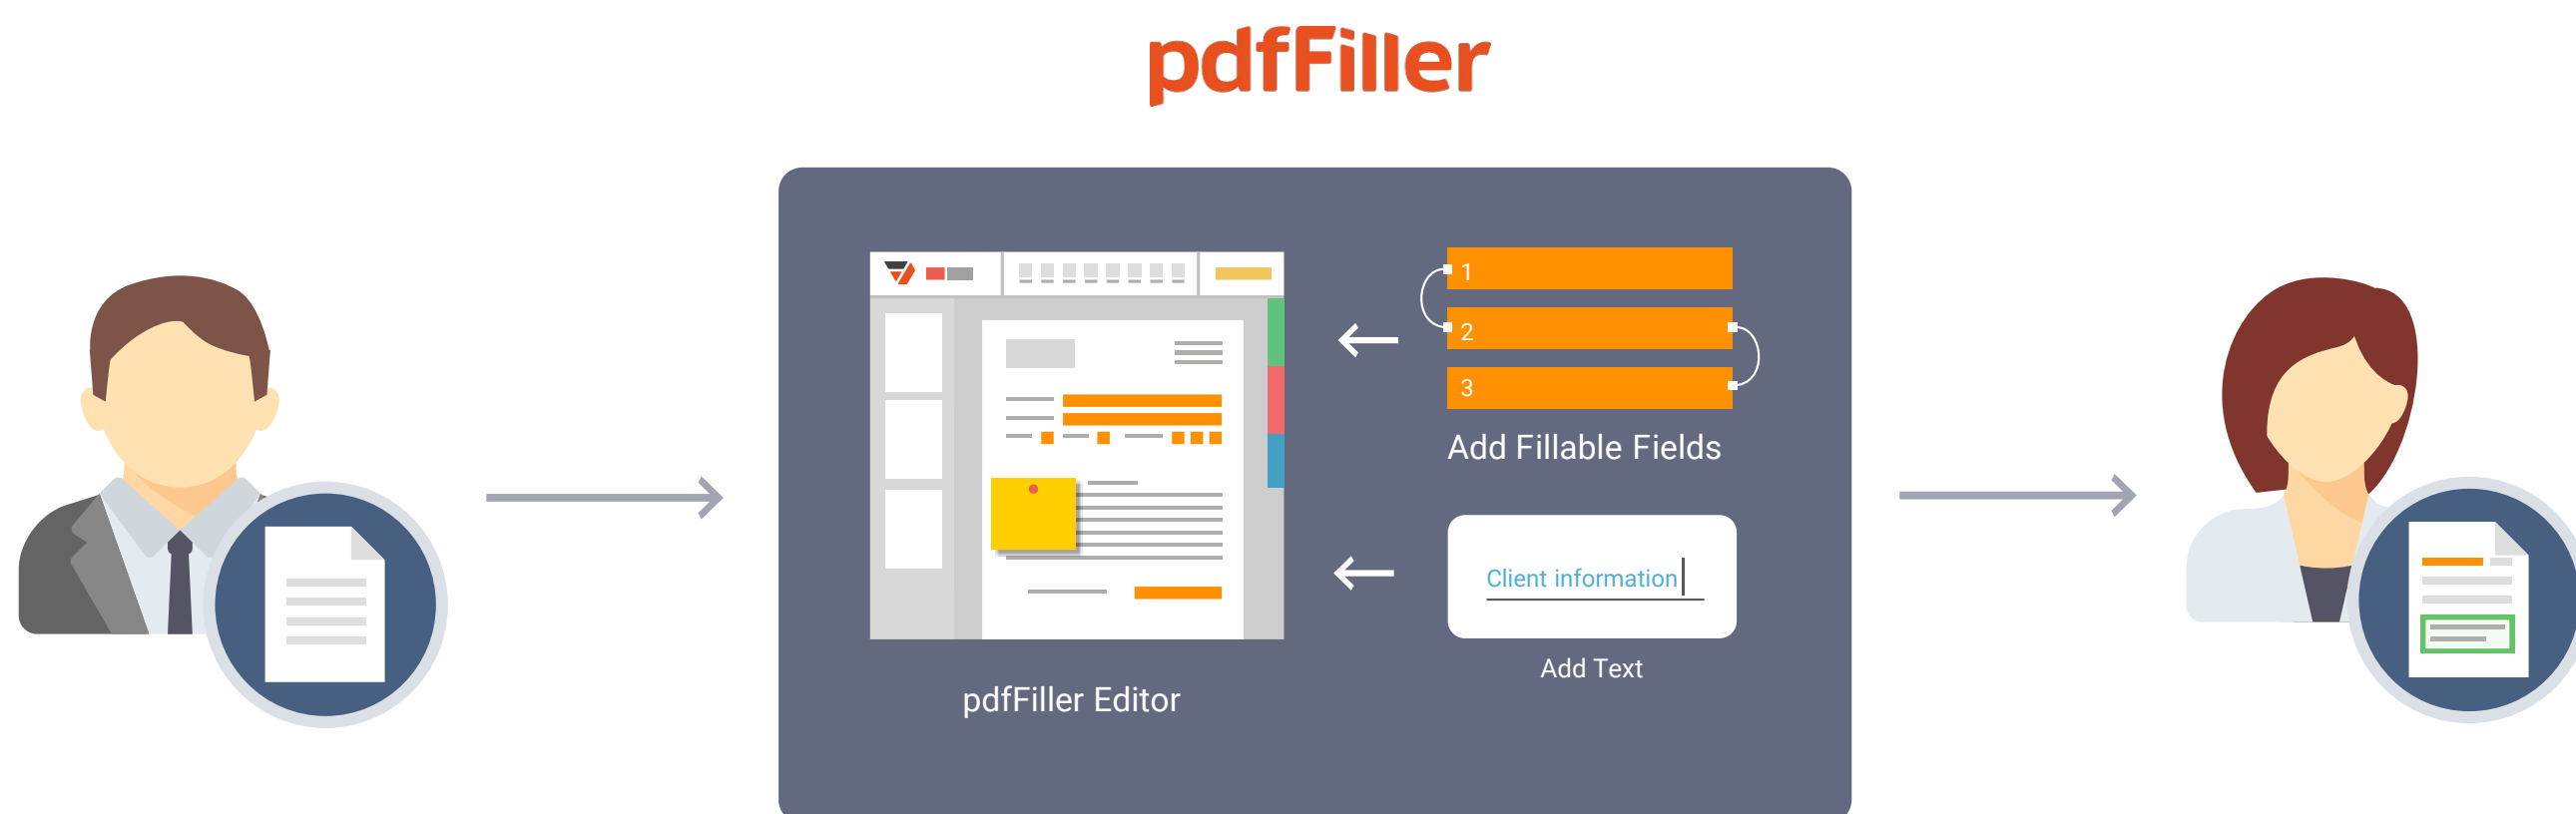 pdfFiller
1
2
3
Add Fillable Fields
Client information
Add Text
pdfFiller Editor